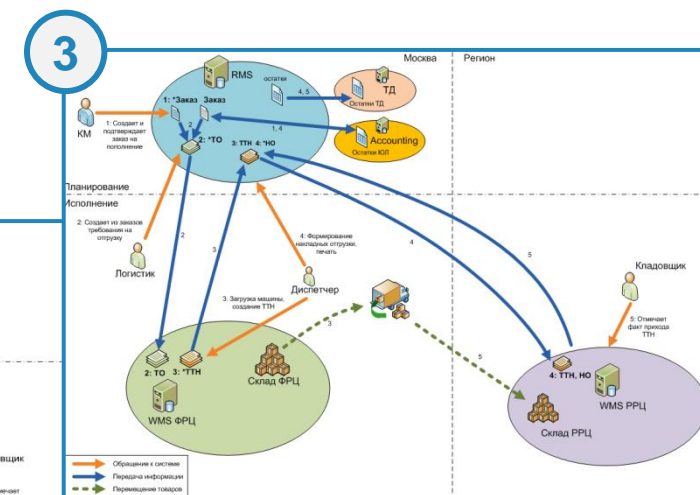 3
Москва
Регион
RMS
остатки
4, 5
ТД
Остатки ТД
1: *Заказ Заказ
КМ
1: Создает и
подтверждает
заказ на
пополнение
2
2: *ТО
3: ТТН 4: *НО
1, 4
Accounting
Остатки ЮЛ
Планирование
Исполнение
2: Создает из заказов
требования на
отгрузку
2
3
4: Формирование
накладных отгрузки,
печать
4
5
Логистик
Диспетчер
Кладовщик
3: Загрузка машины,
создание ТТН
5: Отмечает
факт прихода
ТТН
3
5
2: ТО
3: *ТТН
Склад ФРЦ
WMS ФРЦ
4: ТТН, НО
WMS РРЦ
Склад РРЦ
овщик
мечает
Обращение к системе
Передача информации
Перемещение товаров